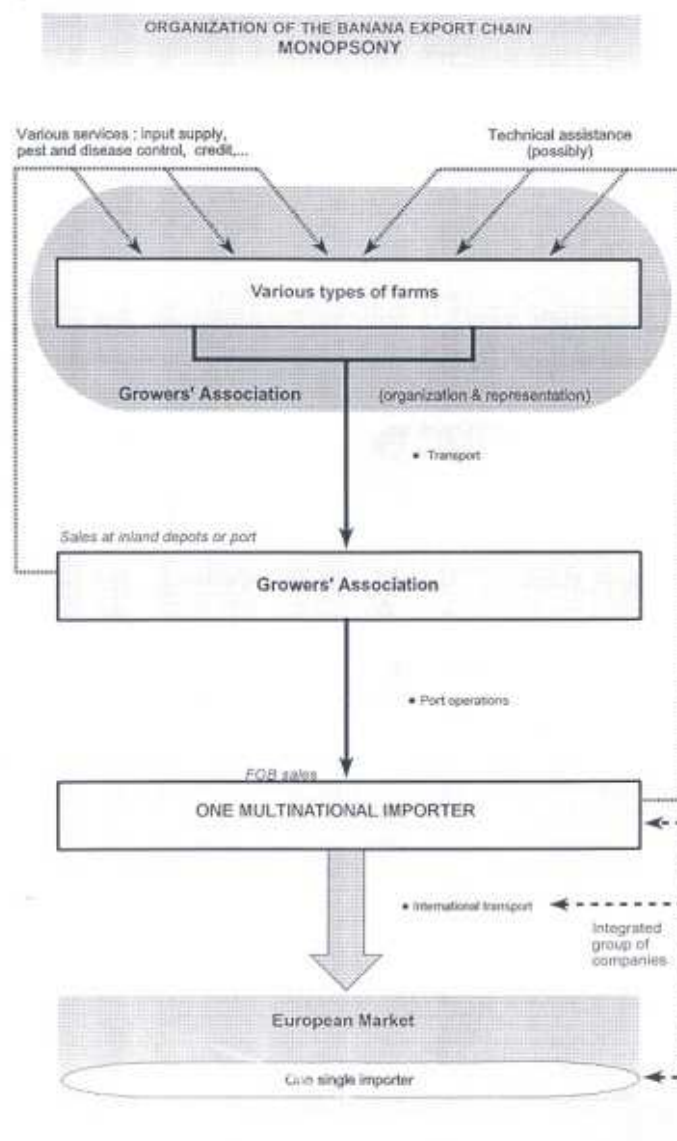 ORGANIZATION OF THE BANANA EXPORT CHAIN
MONOPSONY
Various services : input supply,
pest and disease control, credit,...
Technical assistance
(possibly)
Various types of farms
Growers' Association
(organization & representation)
• Transport
Sales at inland depots or port
Growers' Association
• Port operations
FOB sales
ONE MULTINATIONAL IMPORTER
• International transport
Integrated
group of
companies
European Market
One single importer